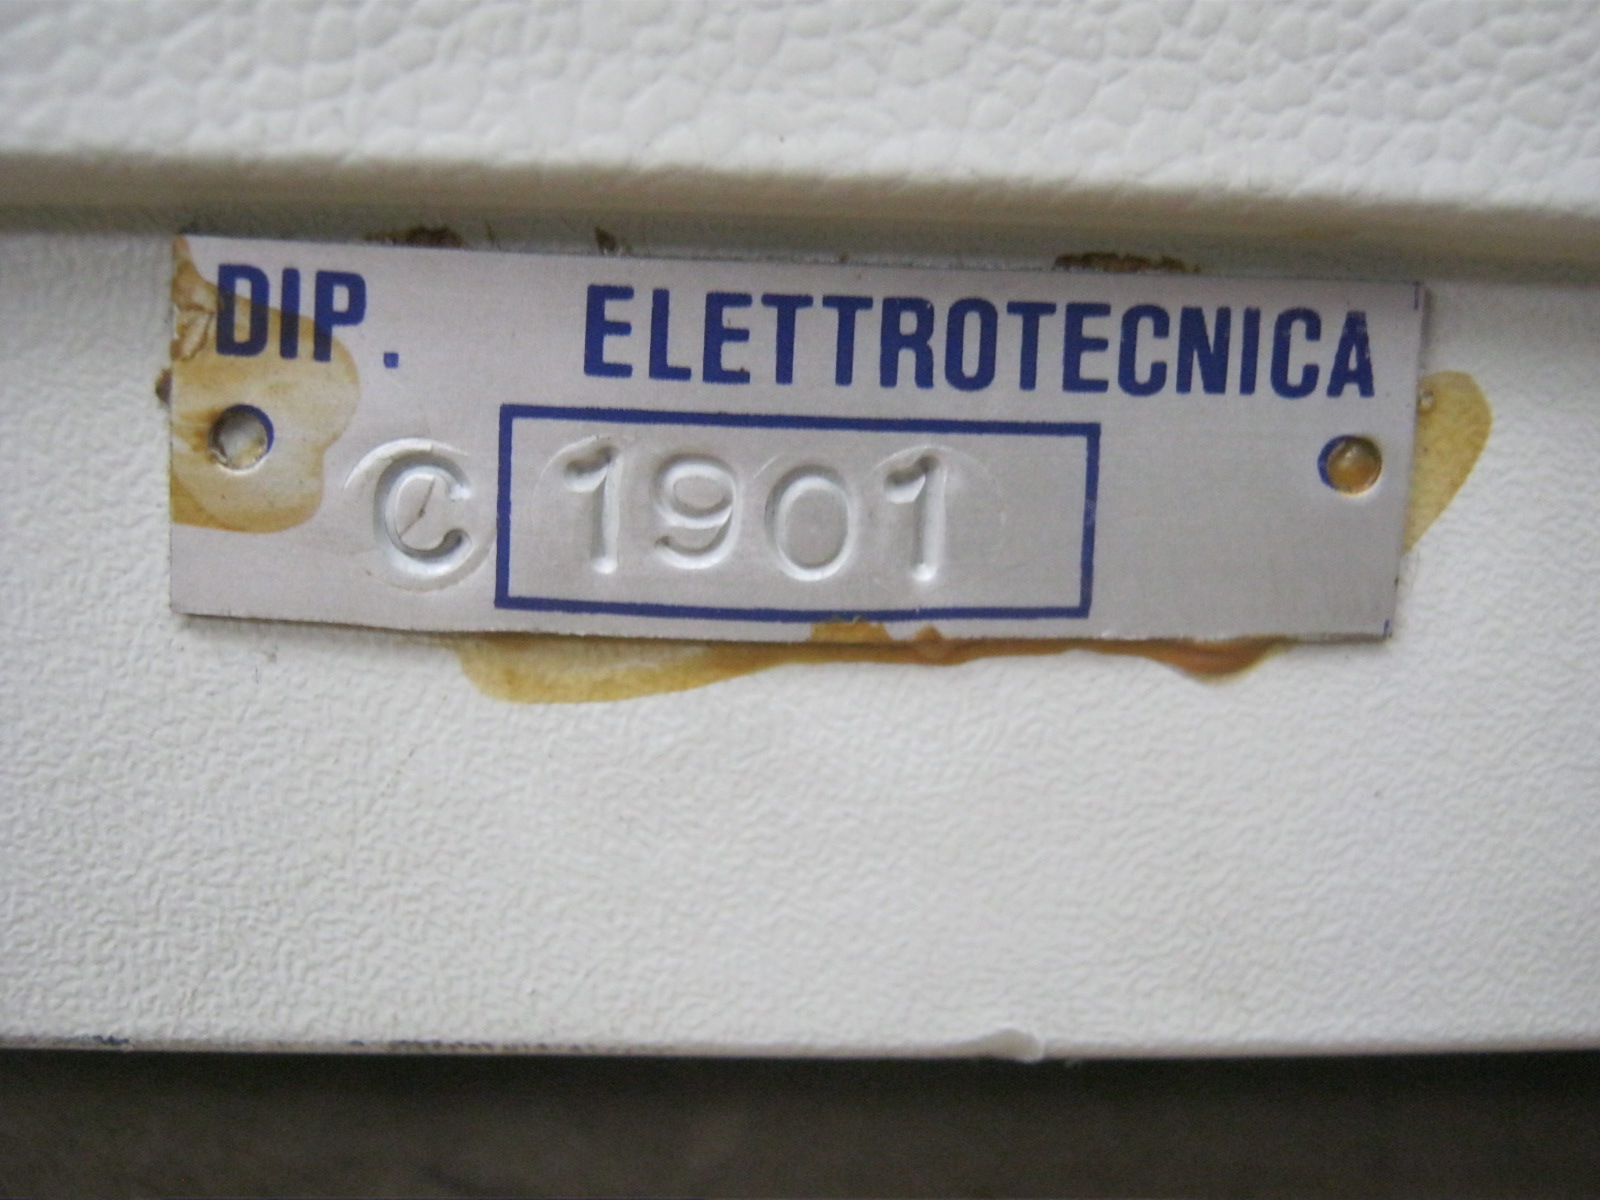 DIP. ELETTROTECNICA
C 1901